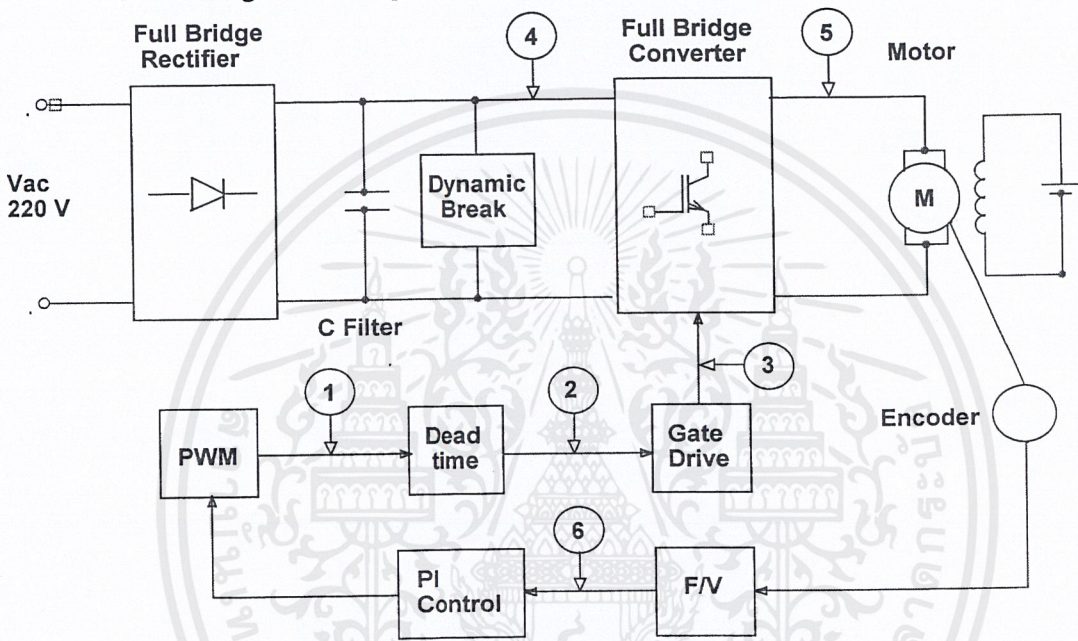 Full Bridge
Rectifier
4
Full Bridge
Converter
5
Motor
Vac
220 V
Dynamic
Break
M
C Filter
3
1
2
Encoder
PWM
Dead
time
Gate
Drive
6
PI
Control
F/V